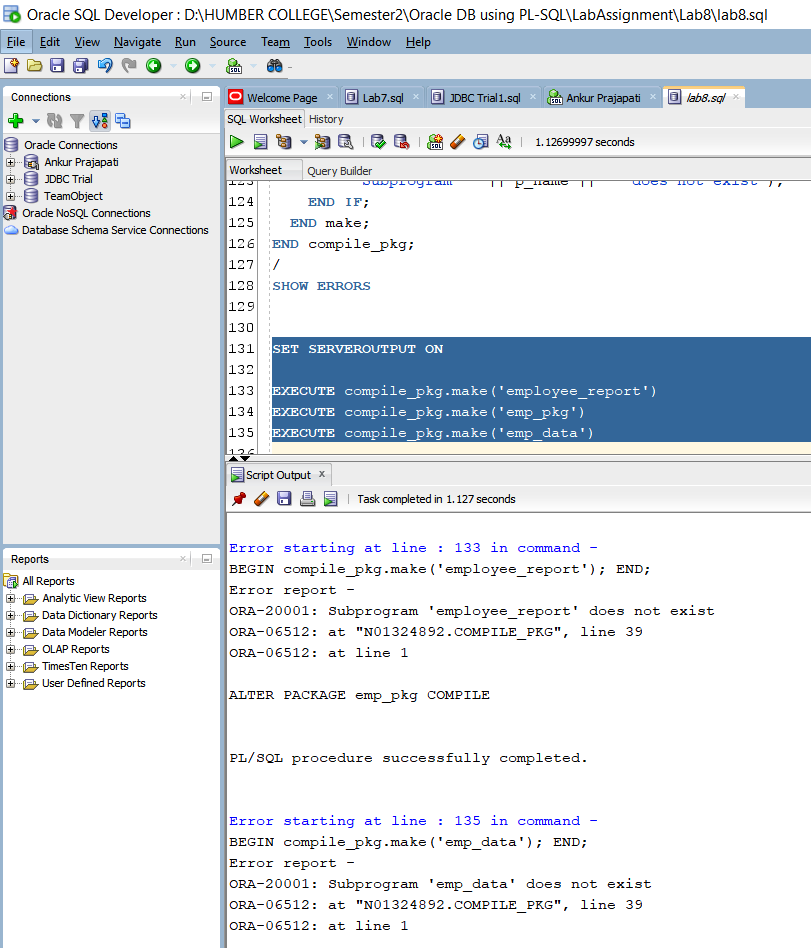 Oracle SQL Developer : D:\HUMBER COLLEGE\Semester2\Oracle DB using PL-SQL\LabAssignment\Lab8\lab8.sql
File Edit View Navigate Run Source Team Tools Window Help
Connections
Oracle Connections
Ankur Prajapati
JDBC Trial
TeamObject
Oracle NoSQL Connections
Database Schema Service Connections
Reports
All Reports
Analytic View Reports
Data Dictionary Reports
Data Modeler Reports
OLAP Reports
TimesTen Reports
User Defined Reports
Welcome Page Lab7.sql JDBC Trial1.sql Ankur Prajapati lab8.sql
SQL Worksheet History
1.12699997 seconds
Worksheet Query Builder
123 'Subprogram ''' || p_name || ''' does not exist');
124 END IF;
125 END make;
126 END compile_pkg;
127 /
128 SHOW ERRORS
129
130
131 SET SERVEROUTPUT ON
132
133 EXECUTE compile_pkg.make('employee_report')
134 EXECUTE compile_pkg.make('emp_pkg')
135 EXECUTE compile_pkg.make('emp_data')
136
Script Output
Task completed in 1.127 seconds
Error starting at line : 133 in command -
BEGIN compile_pkg.make('employee_report'); END;
Error report -
ORA-20001: Subprogram 'employee_report' does not exist
ORA-06512: at "N01324892.COMPILE_PKG", line 39
ORA-06512: at line 1
ALTER PACKAGE emp_pkg COMPILE
PL/SQL procedure successfully completed.
Error starting at line : 135 in command -
BEGIN compile_pkg.make('emp_data'); END;
Error report -
ORA-20001: Subprogram 'emp_data' does not exist
ORA-06512: at "N01324892.COMPILE_PKG", line 39
ORA-06512: at line 1